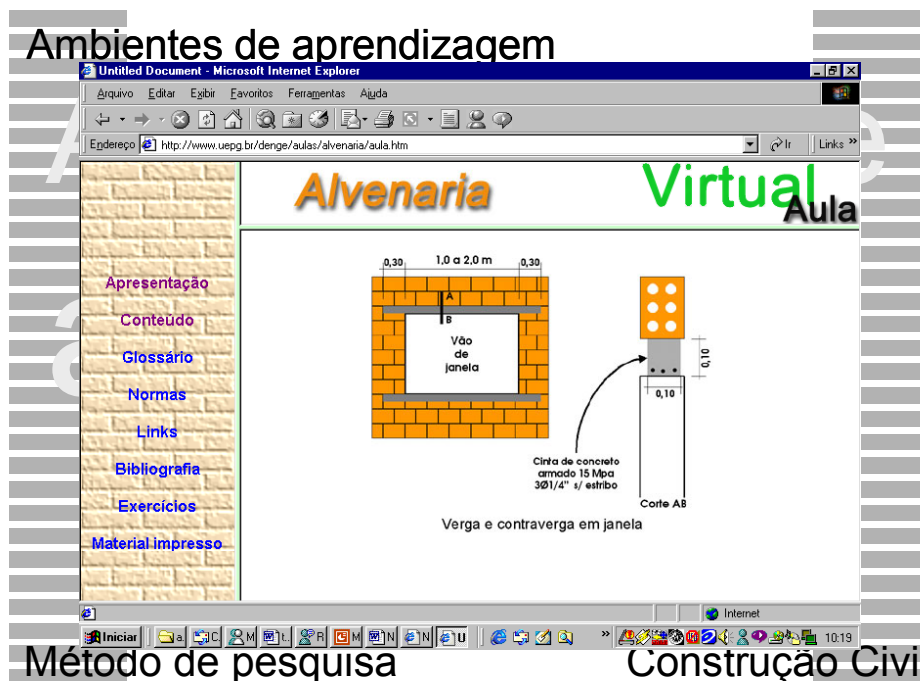 Ambientes de aprendizagem
Untitled Document - Microsoft Internet Explorer
Arquivo Editar Exibir Favoritos Ferramentas Ajuda
Endereço http://www.uepg.br/denge/aulas/alvenaria/aula.htm Ir Links »
Alvenaria
Virtual
Aula
Apresentação
Conteúdo
Glossário
Normas
Links
Bibliografia
Exercícios
Material impresso
0,30 1,0 a 2,0 m 0,30
A
B
Vão
de
janela
0,10
0,10
Cinta de concreto
armado 15 Mpa
3Ø1/4" s/ estribo
Corte AB
Verga e contraverga em janela
Internet
Iniciar a. C. M t. R M N N U » 10:19
Método de pesquisa
Construção Civi